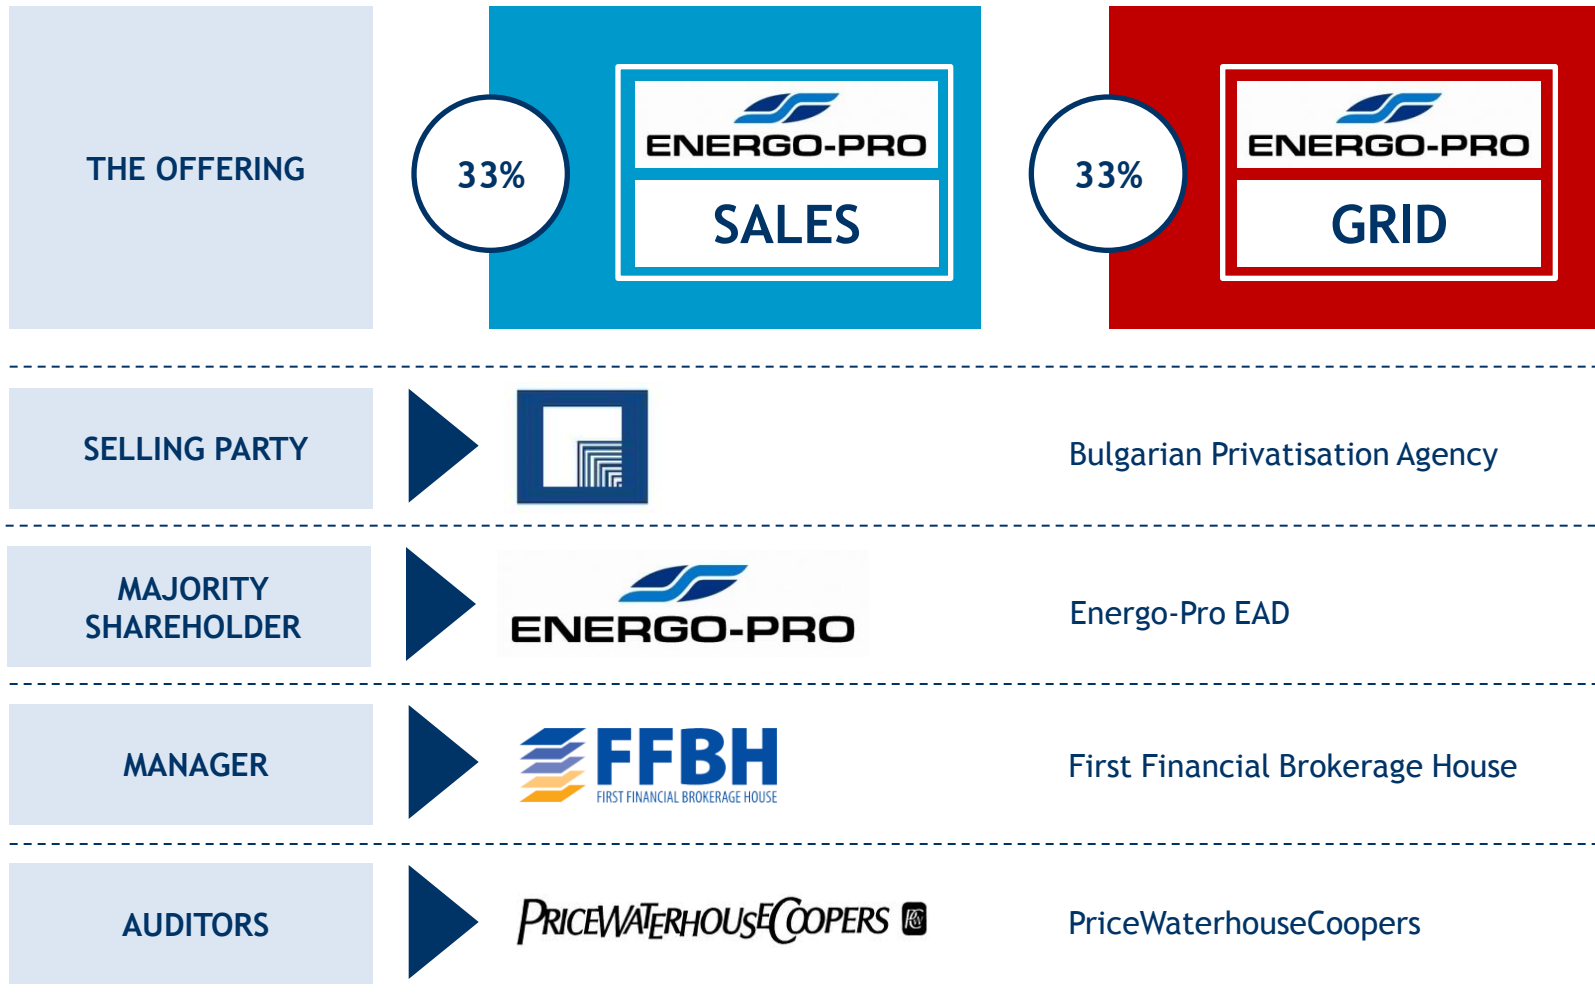 THE OFFERING
33%
ENERGO-PRO
SALES
33%
ENERGO-PRO
GRID
SELLING PARTY
Bulgarian Privatisation Agency
MAJORITY
SHAREHOLDER
ENERGO-PRO
Energo-Pro EAD
MANAGER
FFBH
FIRST FINANCIAL BROKERAGE HOUSE
First Financial Brokerage House
AUDITORS
PRICEWATERHOUSECOOPERS
PwC
PriceWaterhouseCoopers